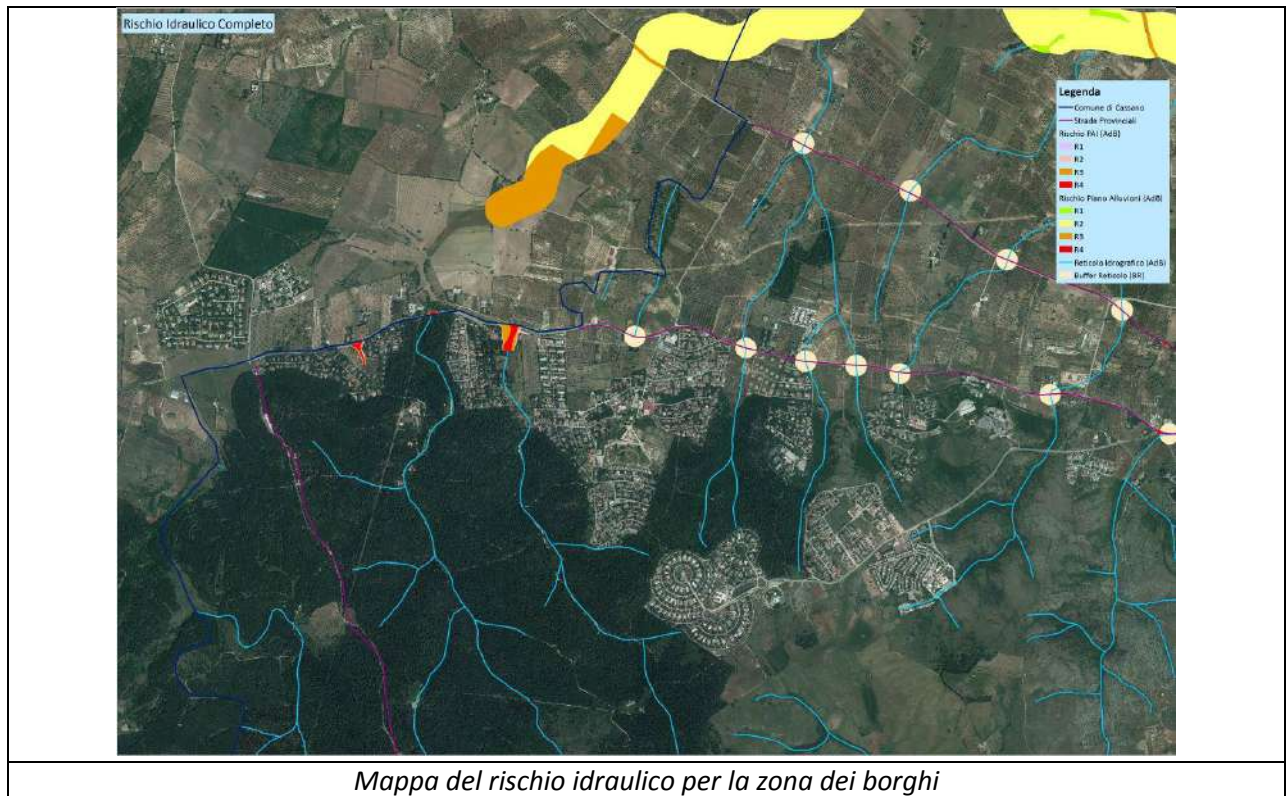 Rischio Idraulico Completo
Legenda
Comune di Cassano
Strade Provinciali
Rischio PAI (AdB)
R1
R2
R3
R4
Rischio Piano Alluvioni (AdB)
R1
R2
R3
R4
Reticolo Idrografico (AdB)
Buffer Reticolo (BR)
Mappa del rischio idraulico per la zona dei borghi